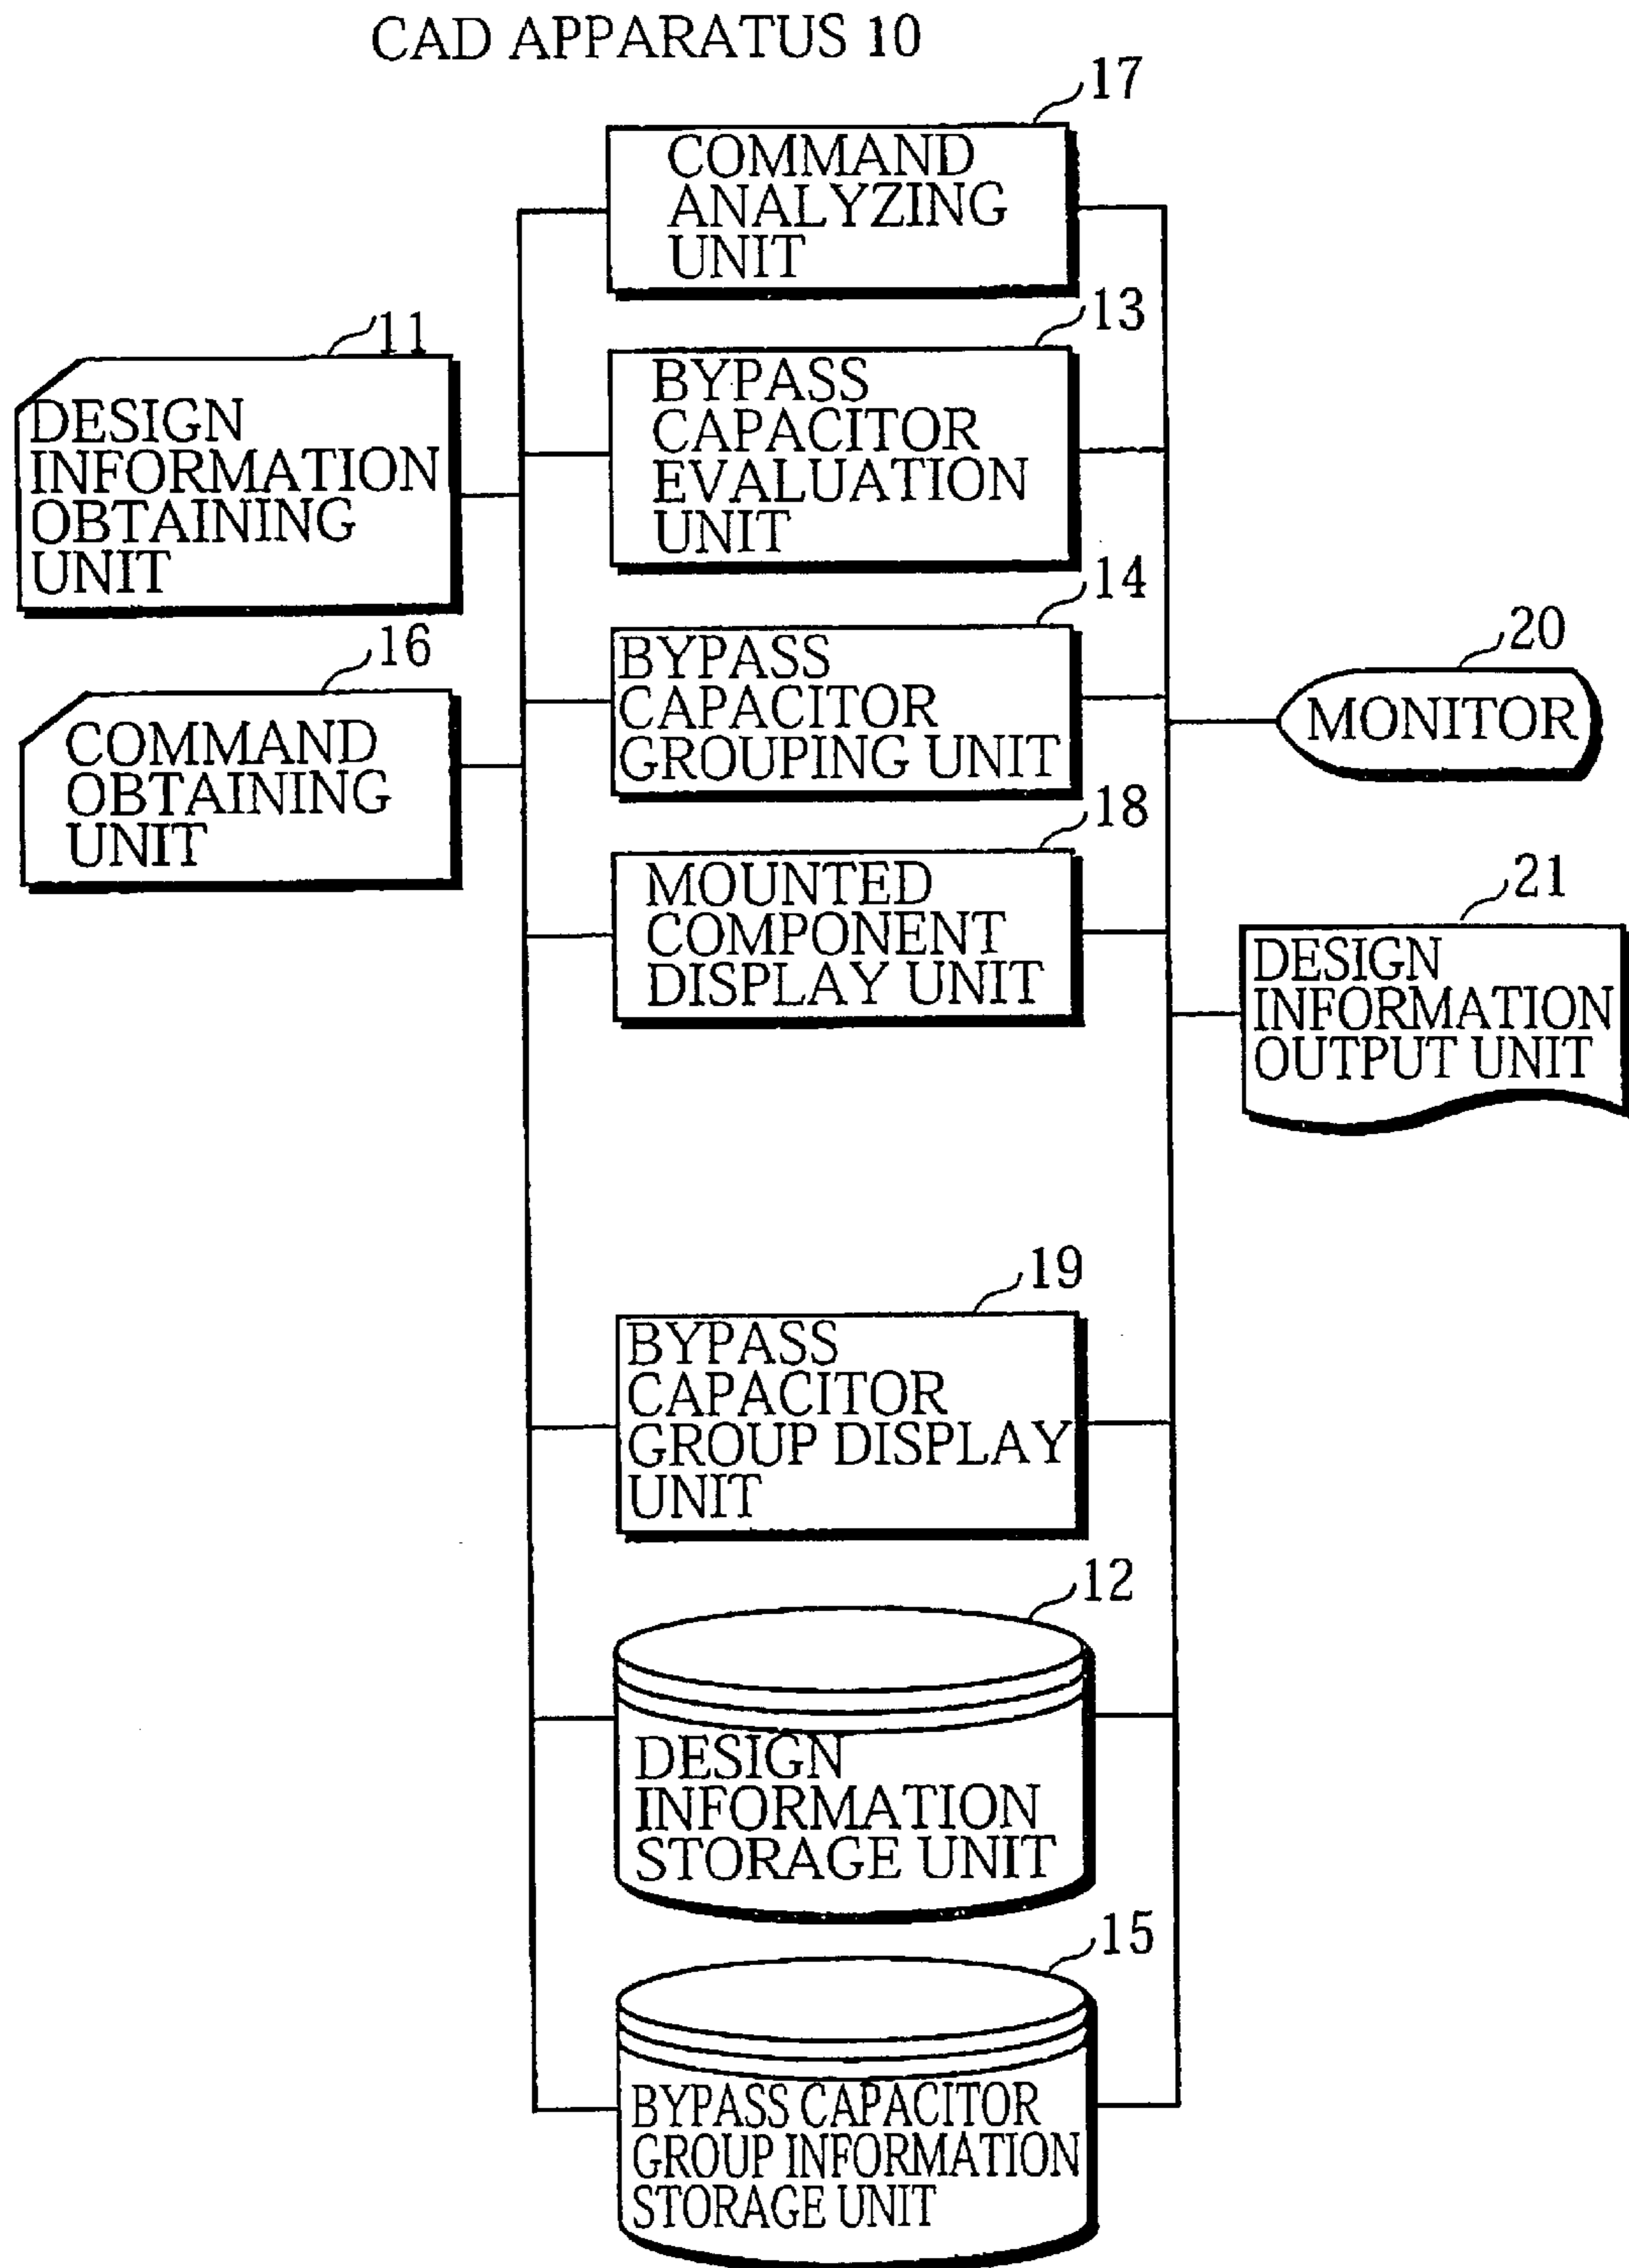 CAD APPARATUS 10
17
COMMAND
ANALYZING
UNIT
11
DESIGN
INFORMATION
OBTAINING
UNIT
13
BYPASS
CAPACITOR
EVALUATION
UNIT
16
COMMAND
OBTAINING
UNIT
14
BYPASS
CAPACITOR
GROUPING UNIT
20
MONITOR
18
MOUNTED
COMPONENT
DISPLAY UNIT
21
DESIGN
INFORMATION
OUTPUT UNIT
19
BYPASS
CAPACITOR
GROUP DISPLAY
UNIT
12
DESIGN
INFORMATION
STORAGE UNIT
15
BYPASS CAPACITOR
GROUP INFORMATION
STORAGE UNIT